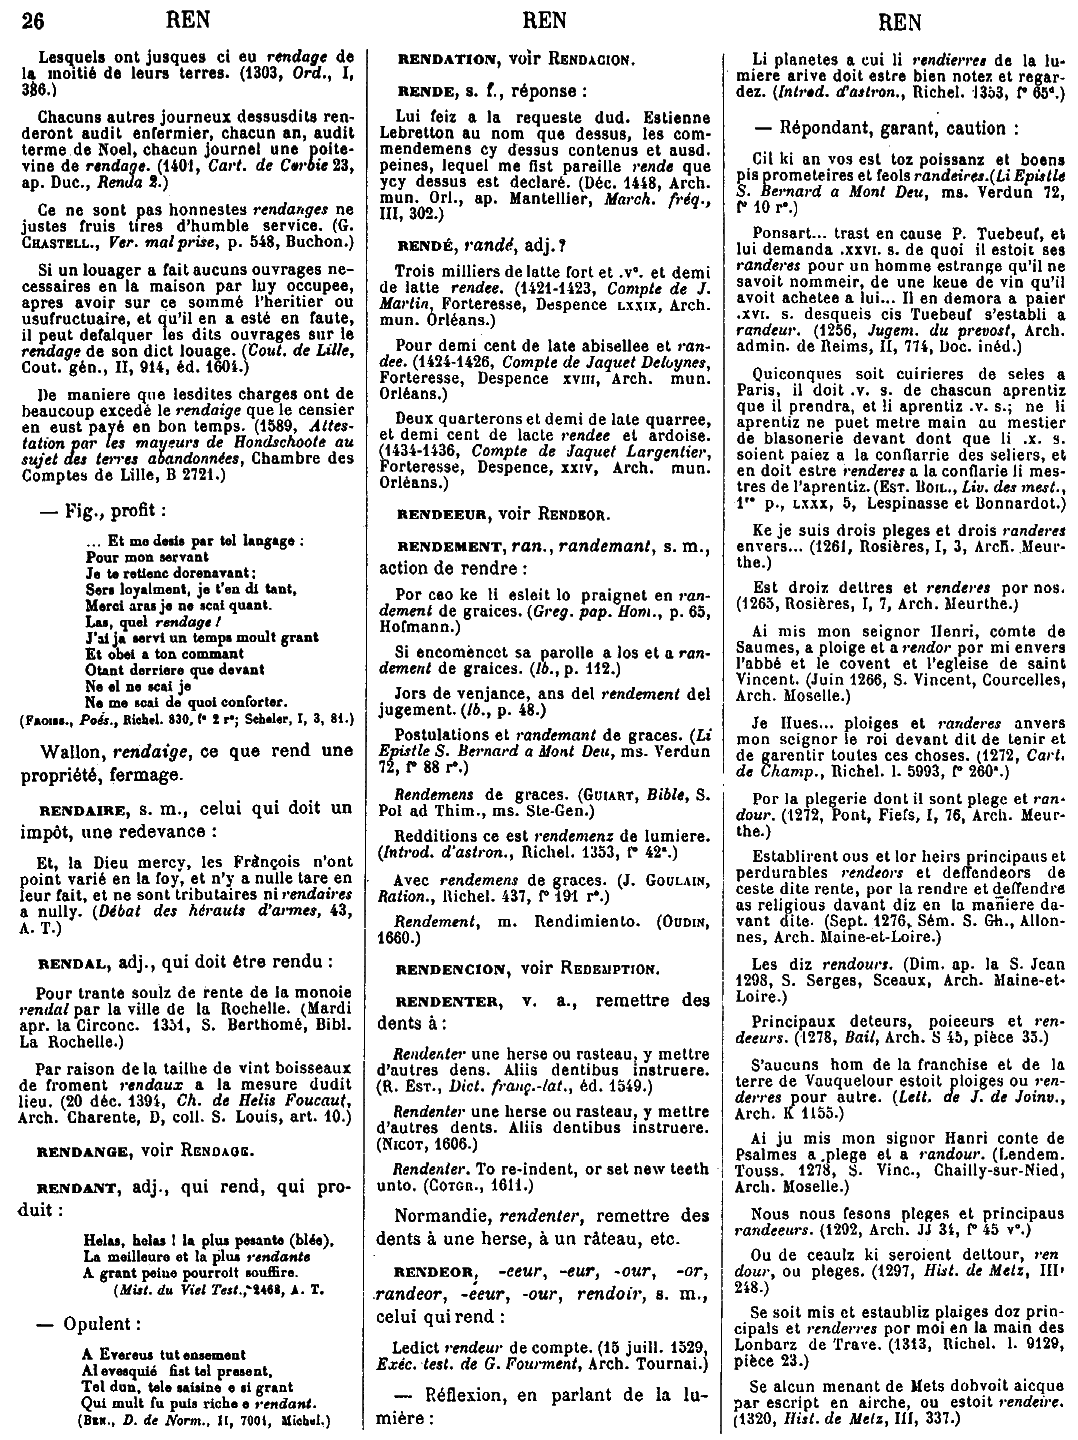 26 REN REN REN
Lesquels ont jusques ci eu rendage de
la moitié de leurs terres. (1303, Ord., I,
386.)
Chacuns autres journeux dessusdits ren-
deront audit enfermier, chacun an, audit
terme de Noel, chacun journel une poite-
vine de rendage. (1401, Cart. de Corbie 23,
ap. Duc., Renda 2.)
Ce ne sont pas honnestes rendanges ne
justes fruis tires d'humble service. (G.
CHASTELL., Ver. mal prise, p. 548, Buchon.)
Si un louager a fait aucuns ouvrages ne-
cessaires en la maison par luy occupee,
apres avoir sur ce sommé l'heritier ou
usufructuaire, et qu'il en a esté en faute,
il peut defalquer les dits ouvrages sur le
rendage de son dict louage. (Cout. de Lille,
Cout. gén., II, 914, éd. 1604.)
De maniere que lesdites charges ont de
beaucoup excedé le rendaige que le censier
en eust payé en bon temps. (1589, Attes-
tation par les mayeurs de Hondschoote au
sujet des terres abandonnées, Chambre des
Comptes de Lille, B 2721.)
— Fig., profit :
... Et me desis par tel langage :
Pour mon servant
Je te retienc dorenavant ;
Sers loyalment, je t'en di tant,
Merci aras je ne scai quant.
Las, quel rendage !
J'ai ja servi un temps moult grant
Et obei a ton commant
Otant derriere que devant
Ne el ne scai je
Ne me scai de quoi conforter.
(FROISS., Poés., Richel. 830, f° 2 r°; Scheler, I, 3, 81.)
Wallon, rendaige, ce que rend une
propriété, fermage.
RENDAIRE, s. m., celui qui doit un
impôt, une redevance :
Et, la Dieu mercy, les François n'ont
point varié en la foy, et n'y a nulle tare en
leur fait, et ne sont tributaires ni rendaires
a nully. (Débat des hérauts d'armes, 43,
A. T.)
RENDAL, adj., qui doit être rendu :
Pour trante soulz de rente de la monoie
rendal par la ville de la Rochelle. (Mardi
apr. la Circonc. 1351, S. Berthomé, Bibl.
La Rochelle.)
Par raison de la tailhe de vint boisseaux
de froment rendaux a la mesure dudit
lieu. (20 déc. 1394, Ch. de Helis Foucaut,
Arch. Charente, D, coll. S. Louis, art. 10.)
RENDANGE, voir RENDAGE.
RENDANT, adj., qui rend, qui pro-
duit :
Helas, helas ! la plus pesante (blée),
La meilleure et la plus rendante
A grant peine pourroit souffire.
(Mist. du Viel Test., 2468, A. T.
— Opulent :
A Evereus tut ensement
Al evesquié fist tel present,
Tel dun, tele saisine e si grant
Qui mult fu puis riche e rendant.
(BEN., D. de Norm., II, 7001, Michel.)
RENDATION, voir RENDACION.
RENDE, s. f., réponse :
Lui feiz a la requeste dud. Estienne
Lebretton au nom que dessus, les com-
mendemens cy dessus contenus et ausd.
peines, lequel me fist pareille rende que
ycy dessus est declaré. (Déc. 1448, Arch.
mun. Orl., ap. Mantellier, March. fréq.,
III, 302.)
RENDÉ, randé, adj.?
Trois milliers de latte fort et .v°. et demi
de latte rendee. (1421-1423, Compte de J.
Martin, Forteresse, Despence LXXIX, Arch.
mun. Orléans.)
Pour demi cent de late abisellee et ran-
dee. (1424-1426, Compte de Jaquet Deloynes,
Forteresse, Despence XVIII, Arch. mun.
Orléans.)
Deux quarterons et demi de late quarree,
et demi cent de lacte rendee et ardoise.
(1434-1436, Compte de Jaquet Largentier,
Forteresse, Despence, XXIV, Arch. mun.
Orléans.)
RENDEEUR, voir RENDEOR.
RENDEMENT, ran., randemant, s. m.,
action de rendre :
Por ceo ke li esleit lo praignet en ran-
dement de graices. (Greg. pap. Hom., p. 65,
Hofmann.)
Si encomencet sa parolle a los et a ran-
dement de graices. (Ib., p. 112.)
Jors de venjance, ans del rendement del
jugement. (Ib., p. 48.)
Postulations et randemant de graces. (Li
Epistle S. Bernard a Mont Deu, ms. Verdun
72, f° 88 r°.)
Rendemens de graces. (GUIART, Bible, S.
Pol ad Thim., ms. Ste-Gen.)
Redditions ce est rendemenz de lumiere.
(Introd. d'astron., Richel. 1353, f° 42ᵃ.)
Avec rendemens de graces. (J. GOULAIN,
Ration., Richel. 437, f° 191 r°.)
Rendement, m. Rendimiento. (OUDIN,
1660.)
RENDENCION, voir REDEMPTION.
RENDENTER, v. a., remettre des
dents à :
Rendenter une herse ou rasteau, y mettre
d'autres dens. Aliis dentibus instruere.
(R. EST., Dict. franç.-lat., éd. 1549.)
Rendenter une herse ou rasteau, y mettre
d'autres dents. Aliis dentibus instruere.
(NICOT, 1606.)
Rendenter. To re-indent, or set new teeth
unto. (COTGR., 1611.)
Normandie, rendenter, remettre des
dents à une herse, à un râteau, etc.
RENDEOR, -eeur, -eur, -our, -or,
randeor, -eeur, -our, rendoir, s. m.,
celui qui rend :
Ledict rendeur de compte. (15 juill. 1529,
Exéc. test. de G. Fourment, Arch. Tournai.)
— Réflexion, en parlant de la lu-
mière :
Li planetes a cui li rendierres de la lu-
miere arive doit estre bien notez et regar-
dez. (Introd. d'astron., Richel. 1353, f° 65ᵃ.)
— Répondant, garant, caution :
Cil ki an vos est toz poissanz et boens
pis prometeires et feols randeires. (Li Epistle
S. Bernard a Mont Deu, ms. Verdun 72,
f° 10 r°.)
Ponsart... trast en cause P. Tuebeuf, et
lui demanda .XXVI. s. de quoi il estoit ses
randeres pour un homme estrange qu'il ne
savoit nommeir, de une keue de vin qu'il
avoit achetee a lui... Il en demora a paier
.XVI. s. desqueis cis Tuebeuf s'establi a
randeur. (1256, Jugem. du prevost, Arch.
admin. de Reims, II, 774, Doc. inéd.)
Quiconques soit cuirieres de seles a
Paris, il doit .v. s. de chascun aprentiz
que il prendra, et li aprentiz .v. s.; ne li
aprentiz ne puet metre main au mestier
de blasonerie devant dont que li .x. s.
soient paiez a la confrarrie des seliers, et
en doit estre renderes a la confrarie li mes-
tres de l'aprentiz. (EST. BOIL., Liv. des mest.,
1ʳᵉ p., LXXX, 5, Lespinasse et Bonnardot.)
Ke je suis drois pleges et drois randeres
envers... (1261, Rosières, I, 3, Arch. Meur-
the.)
Est droiz dettres et renderes por nos.
(1265, Rosières, I, 7, Arch. Meurthe.)
Ai mis mon seignor Henri, comte de
Saumes, a ploige et a rendor por mi envers
l'abbé et le covent et l'egleise de saint
Vincent. (Juin 1266, S. Vincent, Courcelles,
Arch. Moselle.)
Je Hues... ploiges et randeres anvers
mon seignor le roi devant dit de tenir et
de garentir toutes ces choses. (1272, Cart.
de Champ., Richel. l. 5993, f° 260ᵃ.)
Por la plegerie dont il sont plege et ran-
dour. (1272, Pont, Fiefs, I, 76, Arch. Meur-
the.)
Establirent ous et lor heirs principaus et
perdurables rendeors et deffendeors de
ceste dite rente, por la rendre et deffendre
as religious davant diz en la maniere da-
vant dite. (Sept. 1276, Sém. S. Gh., Allon-
nes, Arch. Maine-et-Loire.)
Les diz rendours. (Dim. ap. la S. Jean
1298, S. Serges, Sceaux, Arch. Maine-et-
Loire.)
Principaux deteurs, poieeurs et ren-
deeurs. (1278, Bail, Arch. S 45, pièce 35.)
S'aucuns hom de la franchise et de la
terre de Vauquelour estoit ploiges ou ren-
derres pour autre. (Lett. de J. de Joinv.,
Arch. K 1155.)
Ai ju mis mon signor Hanri conte de
Psalmes a plege et a randour. (Lendem.
Touss. 1278, S. Vinc., Chailly-sur-Nied,
Arch. Moselle.)
Nous nous fesons pleges et principaus
randeeurs. (1292, Arch. JJ 34, f° 45 v°.)
Ou de ceaulz ki seroient dettour, ren
dour, ou pleges. (1297, Hist. de Metz, III
248.)
Se soit mis et estaubliz plaiges doz prin-
cipals et renderres por moi en la main des
Lonbarz de Trave. (1313, Richel. l. 9129,
pièce 23.)
Se alcun menant de Mets dobvoit aicque
par escript en airche, ou estoit rendeire.
(1320, Hist. de Metz, III, 337.)